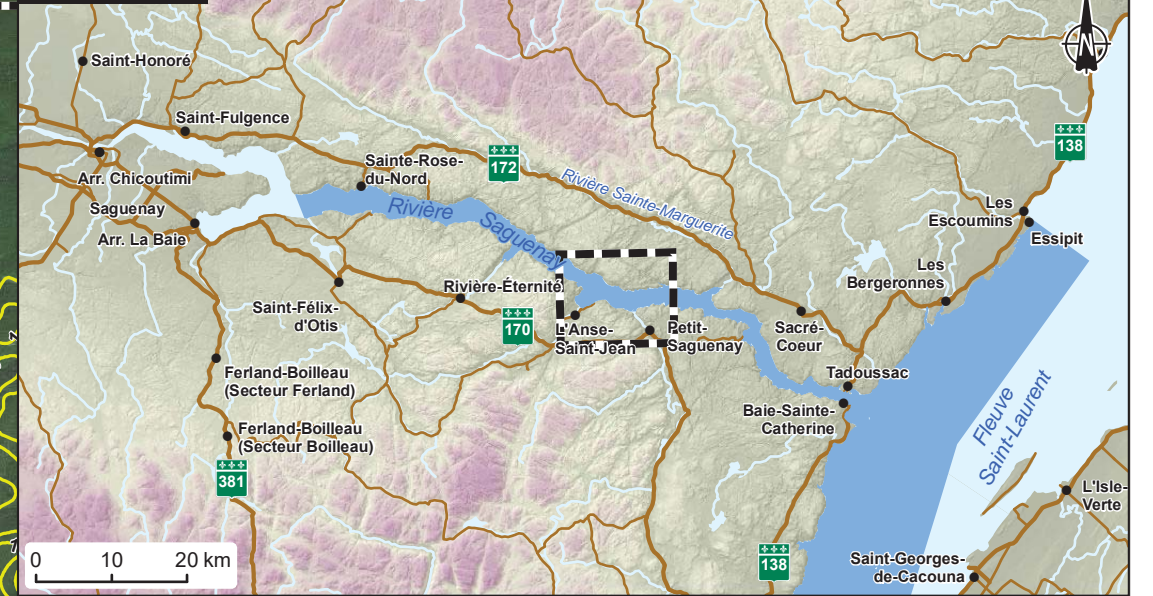 N
Saint-Honoré
Saint-Fulgence
138
Sainte-Rose-
du-Nord
172
Arr. Chicoutimi
Rivière Sainte-Marguerite
Saguenay
Rivière Saguenay
Les
Escoumins
Arr. La Baie
Essipit
Les
Bergeronnes
Rivière-Éternité
Saint-Félix-
d'Otis
170
L'Anse-
Saint-Jean
Petit-
Saguenay
Sacré-
Coeur
Ferland-Boilleau
(Secteur Ferland)
Tadoussac
Baie-Sainte-
Catherine
Fleuve
Saint-Laurent
Ferland-Boilleau
(Secteur Boilleau)
381
L'Isle-
Verte
0 10 20 km
138
Saint-Georges-
de-Cacouna